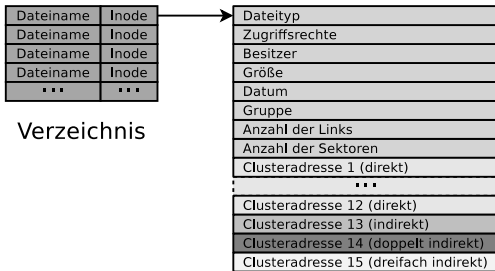 Dateiname Inode
Dateiname Inode
Dateiname Inode
Dateiname Inode
... ...
Verzeichnis
Dateityp
Zugriffsrechte
Besitzer
Größe
Datum
Gruppe
Anzahl der Links
Anzahl der Sektoren
Clusteradresse 1 (direkt)
...
Clusteradresse 12 (direkt)
Clusteradresse 13 (indirekt)
Clusteradresse 14 (doppelt indirekt)
Clusteradresse 15 (dreifach indirekt)